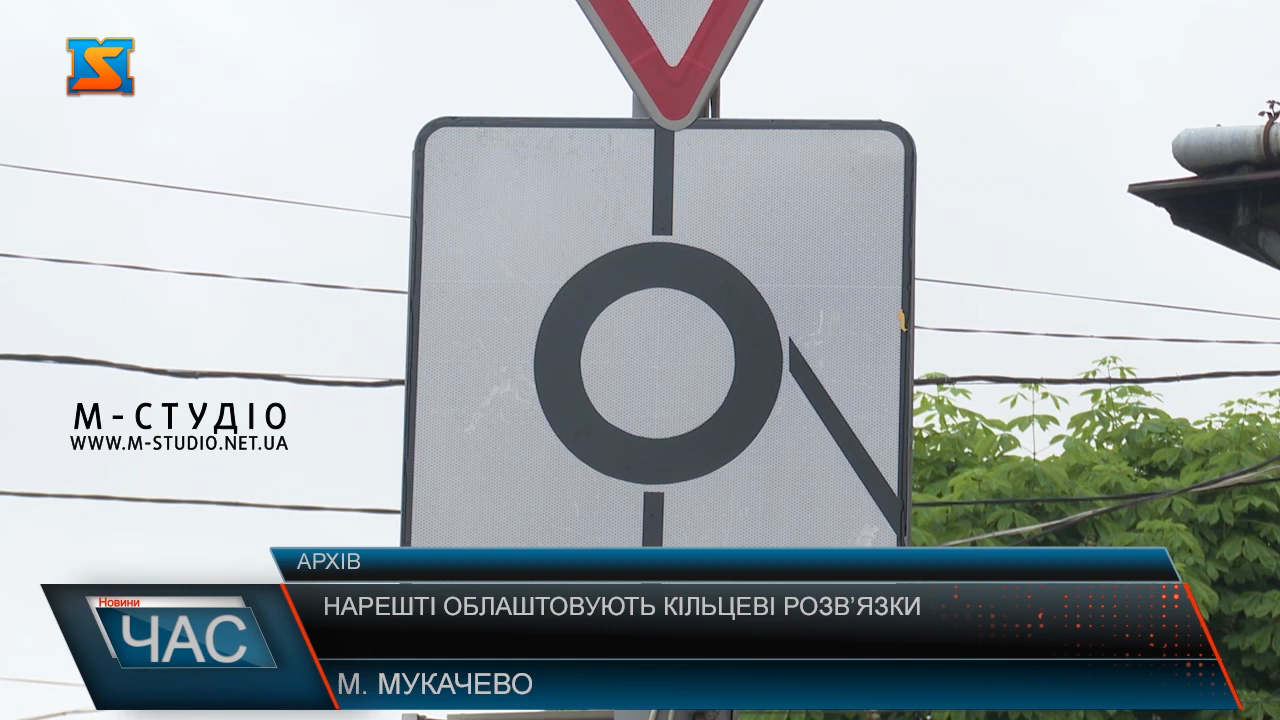 М-СТУДІО
WWW.M-STUDIO.NET.UA
АРХІВ
НАРЕШТІ ОБЛАШТОВУЮТЬ КІЛЬЦЕВІ РОЗВ’ЯЗКИ
Новини
ЧАС
М. МУКАЧЕВО